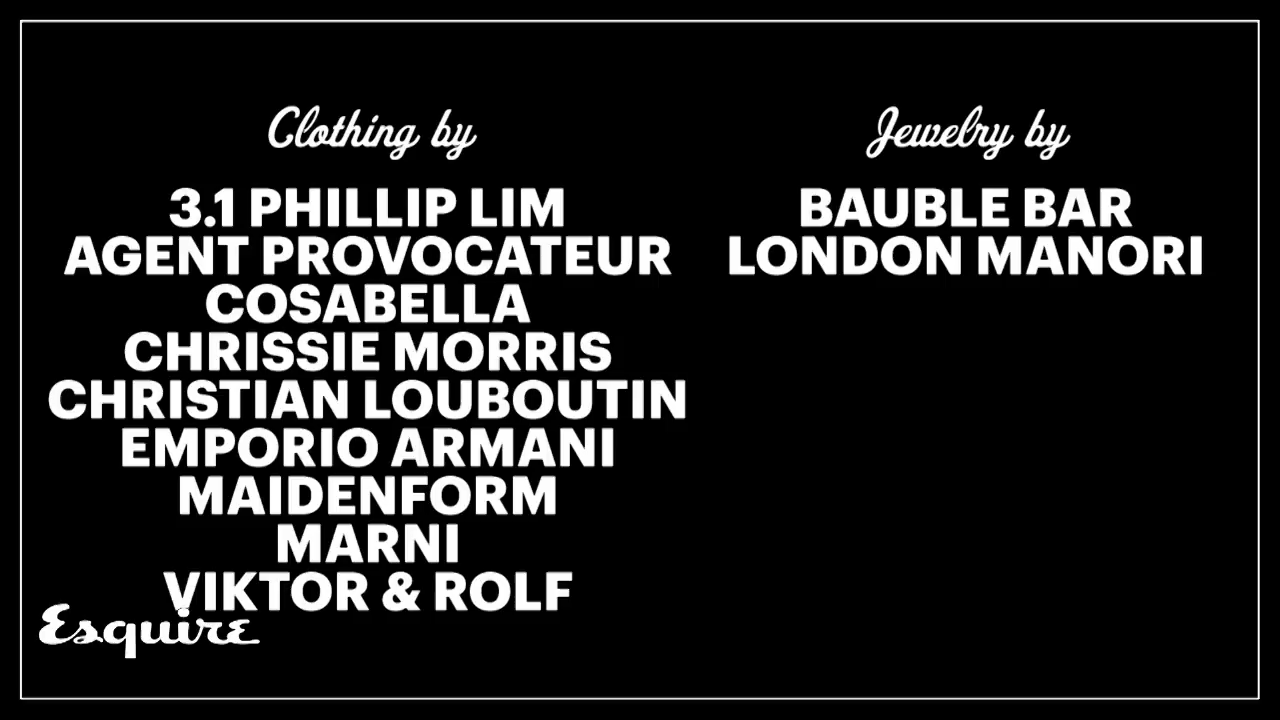 Clothing by
3.1 PHILLIP LIM
AGENT PROVOCATEUR
COSABELLA
CHRISSIE MORRIS
CHRISTIAN LOUBOUTIN
EMPORIO ARMANI
MAIDENFORM
MARNI
VIKTOR & ROLF
Jewelry by
BAUBLE BAR
LONDON MANORI
Esquire